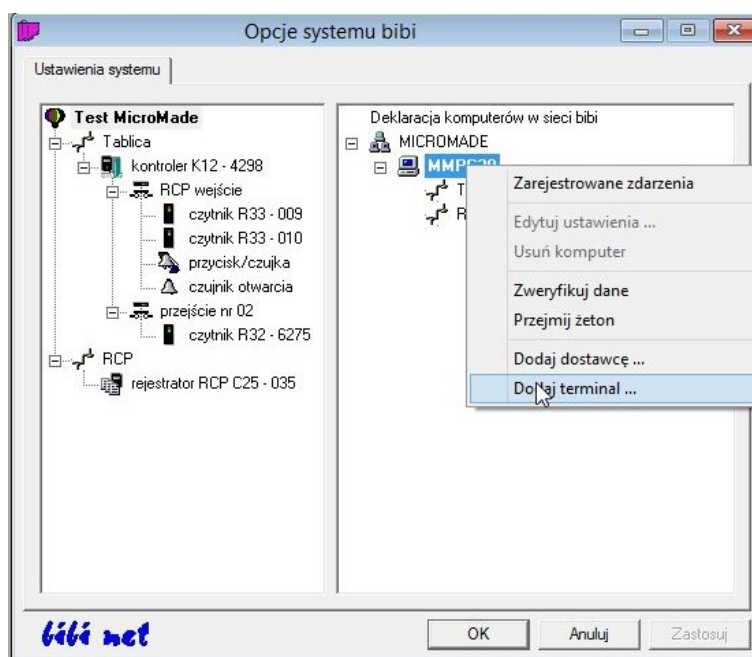 Opcje systemu bibi
Ustawienia systemu
Test MicroMade
Tablica
kontroler K12 - 4298
RCP wejście
czytnik R33 - 009
czytnik R33 - 010
przycisk/czujka
czujnik otwarcia
przejście nr 02
czytnik R32 - 6275
RCP
rejestrator RCP C25 - 035
Deklaracja komputerów w sieci bibi
MICROMADE
T
R
Zarejestrowane zdarzenia
Edytuj ustawienia ...
Usuń komputer
Zweryfikuj dane
Przejmij żeton
Dodaj dostawcę ...
Dodaj terminal ...
bibi net
OK
Anuluj
Zastosuj